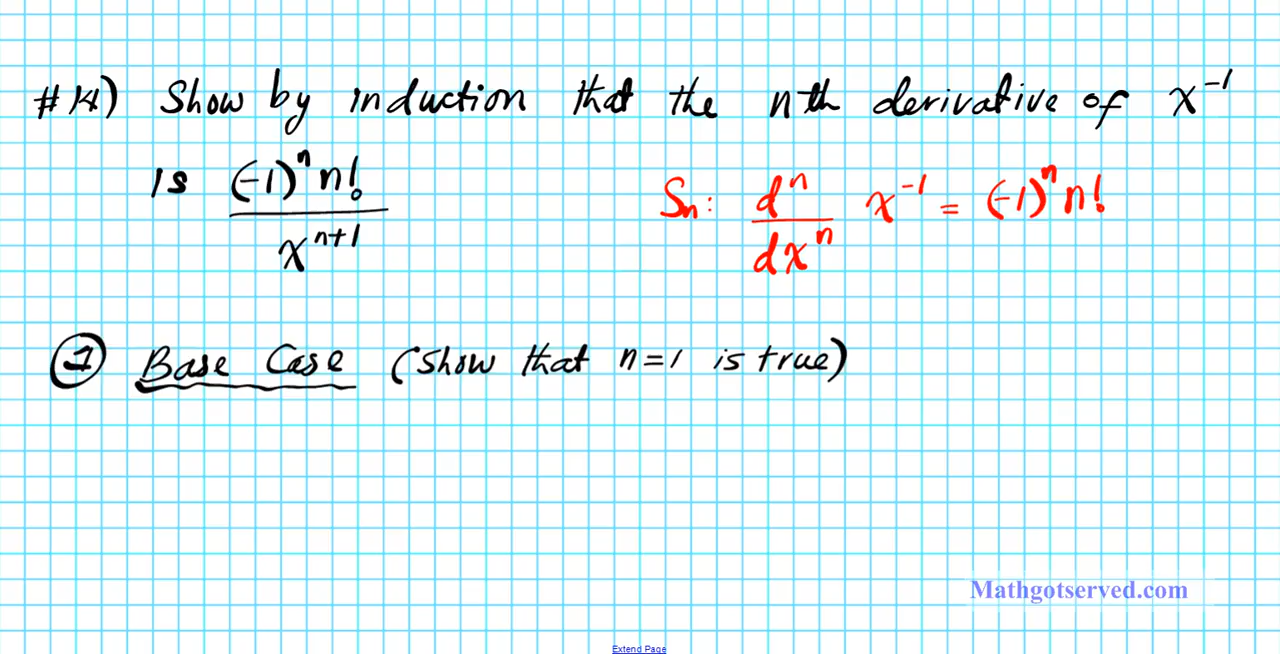 #14) Show by induction that the nth derivative of x^-1
is (-1)^n n! / x^(n+1)
Sn: d^n/dx^n x^-1 = (-1)^n n!
① Base Case (show that n=1 is true)
Mathgotserved.com
Extend Page